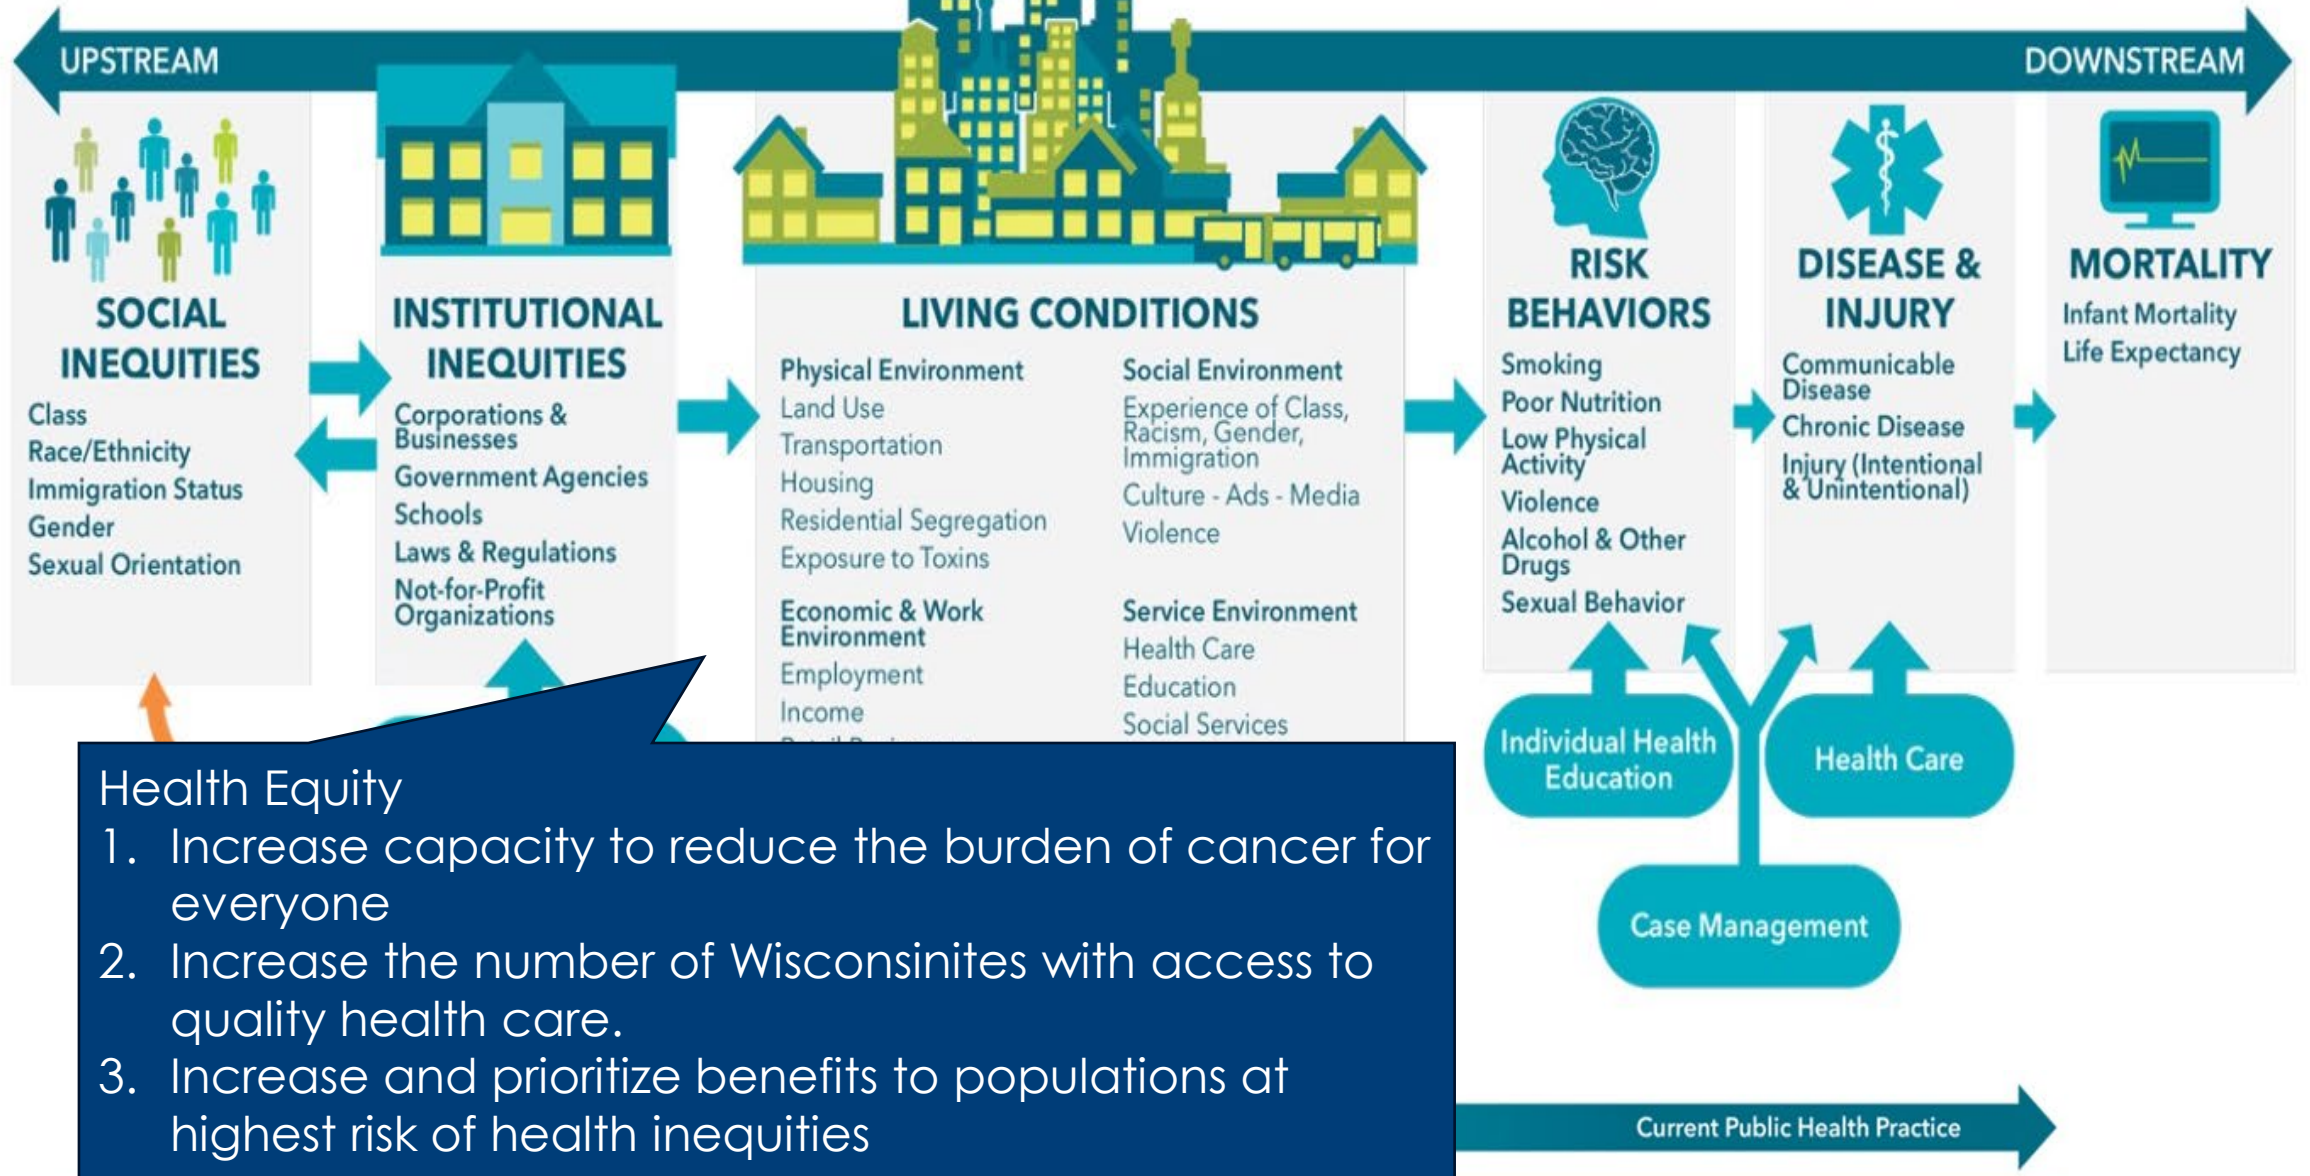 UPSTREAM
DOWNSTREAM
SOCIAL
INEQUITIES
Class
Race/Ethnicity
Immigration Status
Gender
Sexual Orientation
INSTITUTIONAL
INEQUITIES
Corporations &
Businesses
Government Agencies
Schools
Laws & Regulations
Not-for-Profit
Organizations
LIVING CONDITIONS
Physical Environment
Land Use
Transportation
Housing
Residential Segregation
Exposure to Toxins
Economic & Work
Environment
Employment
Income
Social Environment
Experience of Class,
Racism, Gender,
Immigration
Culture - Ads - Media
Violence
Service Environment
Health Care
Education
Social Services
RISK
BEHAVIORS
Smoking
Poor Nutrition
Low Physical
Activity
Violence
Alcohol & Other
Drugs
Sexual Behavior
DISEASE &
INJURY
Communicable
Disease
Chronic Disease
Injury (Intentional
& Unintentional)
MORTALITY
Infant Mortality
Life Expectancy
Individual Health
Education
Health Care
Case Management
Health Equity
1. Increase capacity to reduce the burden of cancer for
everyone
2. Increase the number of Wisconsinites with access to
quality health care.
3. Increase and prioritize benefits to populations at
highest risk of health inequities
Current Public Health Practice